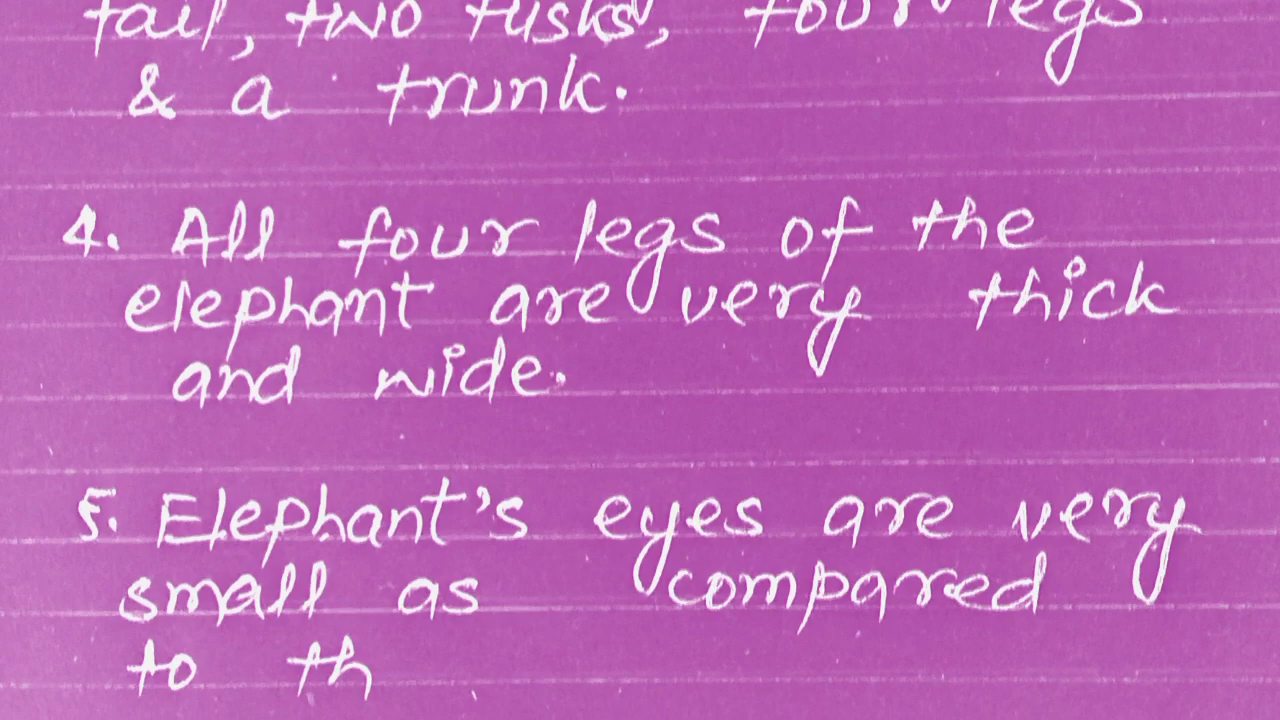 tail, two tusks, four legs
& a trunk.
4. All four legs of the
elephant are very thick
and wide.
5. Elephant's eyes are very
small as compared
to th